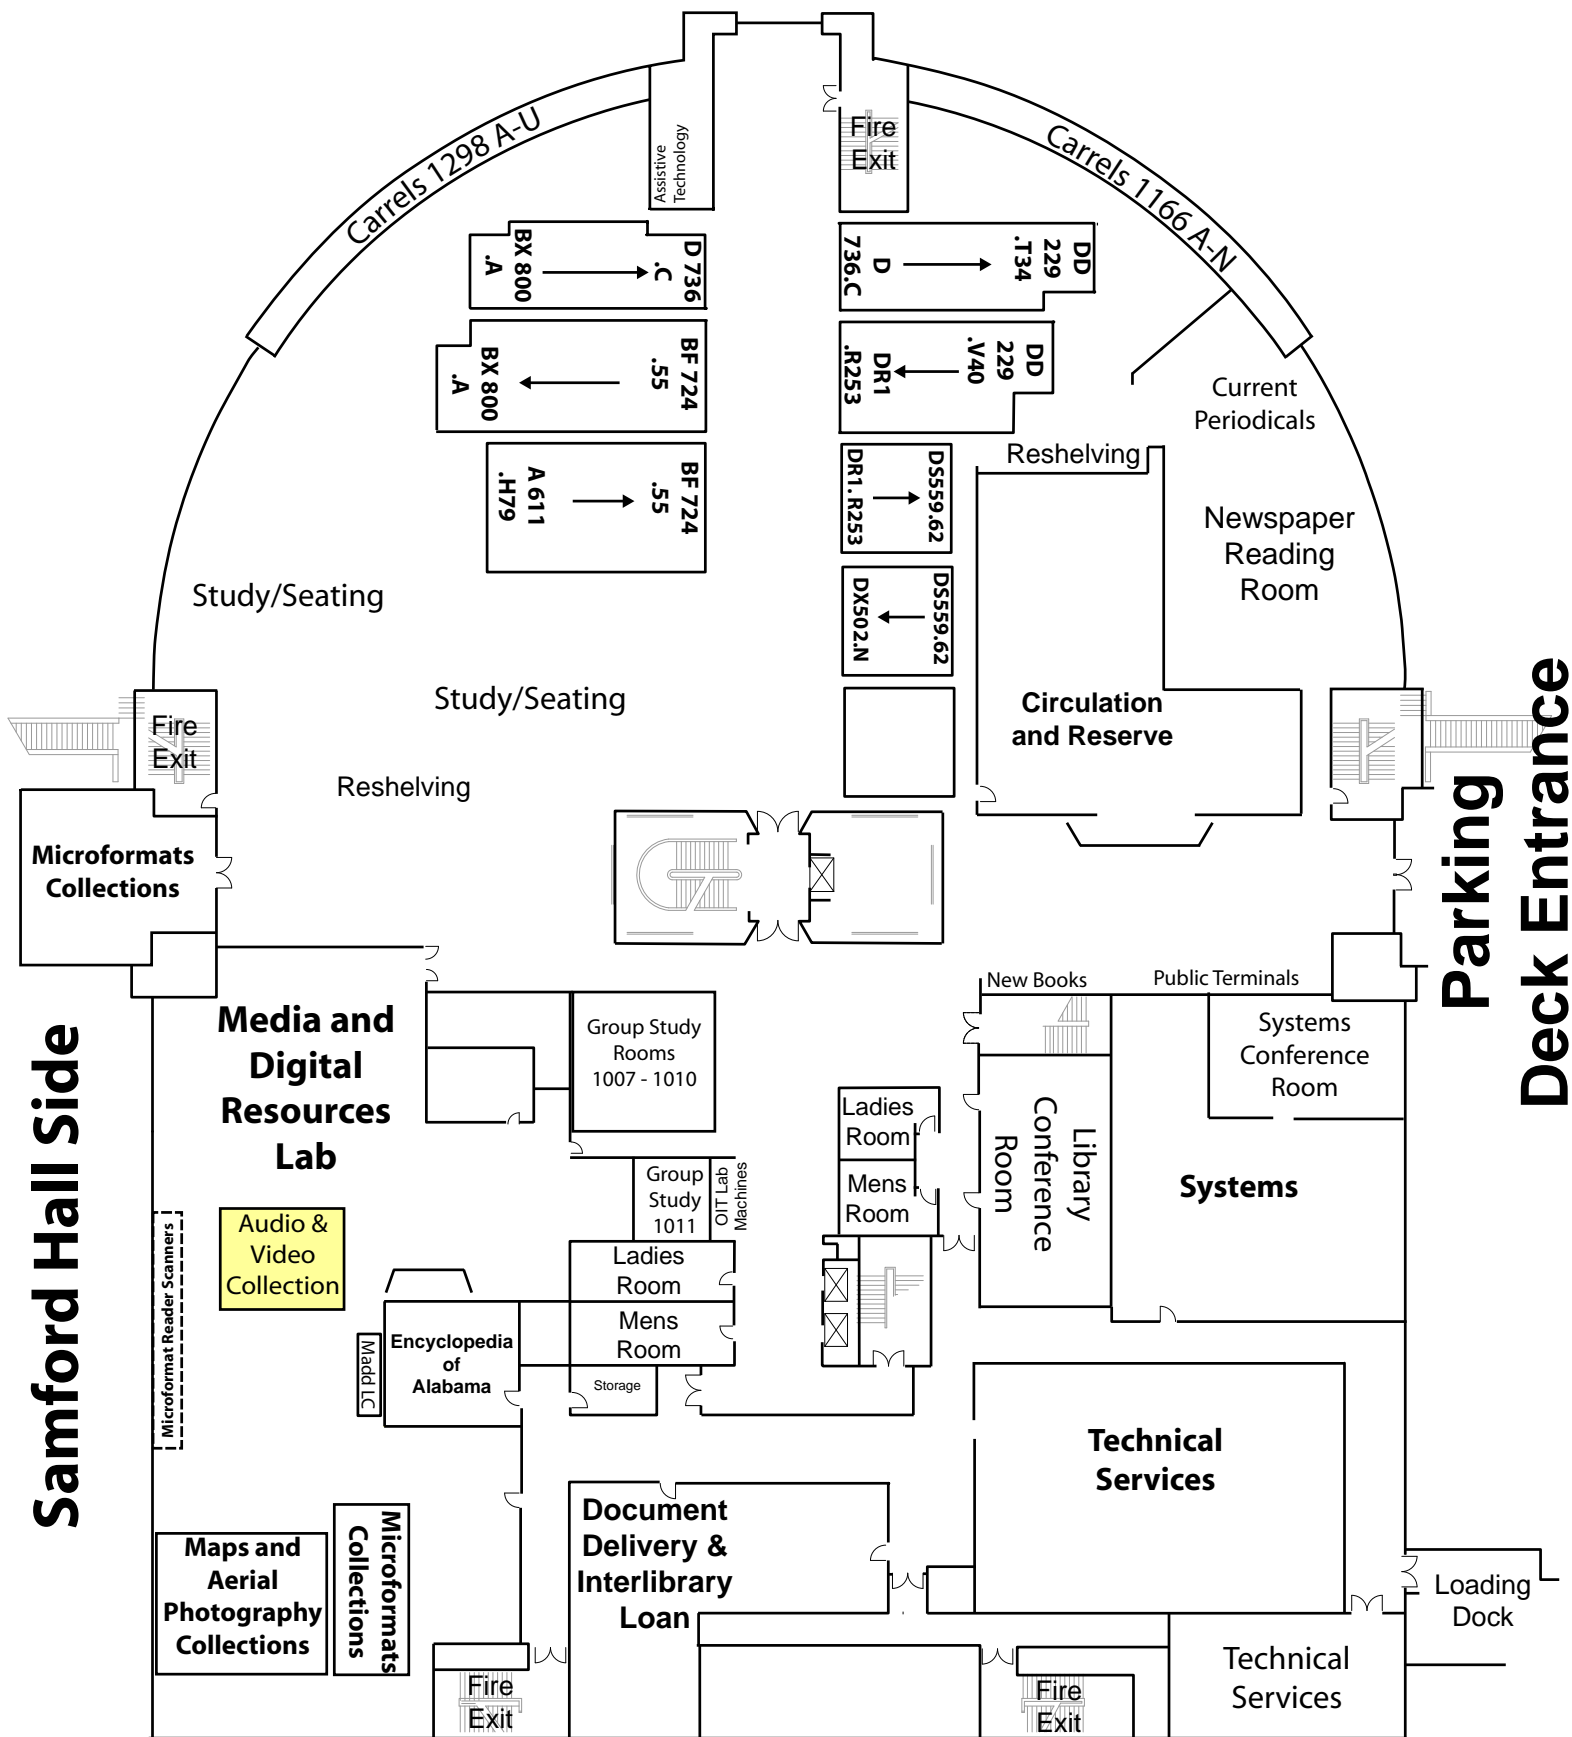 Carrels 1298 A-U
Assistive
Technology
Fire
Exit
Carrels 1166 A-N
BX 800
.A
D 736
.C
D
736.C
DD
229
.T34
BX 800
.A
BF 724
.55
DR1
.R253
DD
229
.V40
Current
Periodicals
A 611
.H79
BF 724
.55
DR1. R253
DS559.62
Reshelving
Newspaper
Reading
Room
DX502.N
DS559.62
Study/Seating
Study/Seating
Circulation
and Reserve
Fire
Exit
Reshelving
Parking
Deck Entrance
Microformats
Collections
New Books
Public Terminals
Samford Hall Side
Media and
Digital
Resources
Lab
Group Study
Rooms
1007 - 1010
Systems
Conference
Room
Ladies
Room
Mens
Room
Library
Conference
Room
Systems
Group
Study
1011
OIT Lab
Machines
Audio &
Video
Collection
Microformat Reader Scanners
Ladies
Room
Mens
Room
Storage
Madd LC
Encyclopedia
of
Alabama
Technical
Services
Document
Delivery &
Interlibrary
Loan
Maps and
Aerial
Photography
Collections
Microformats
Collections
Loading
Dock
Technical
Services
Fire
Exit
Fire
Exit